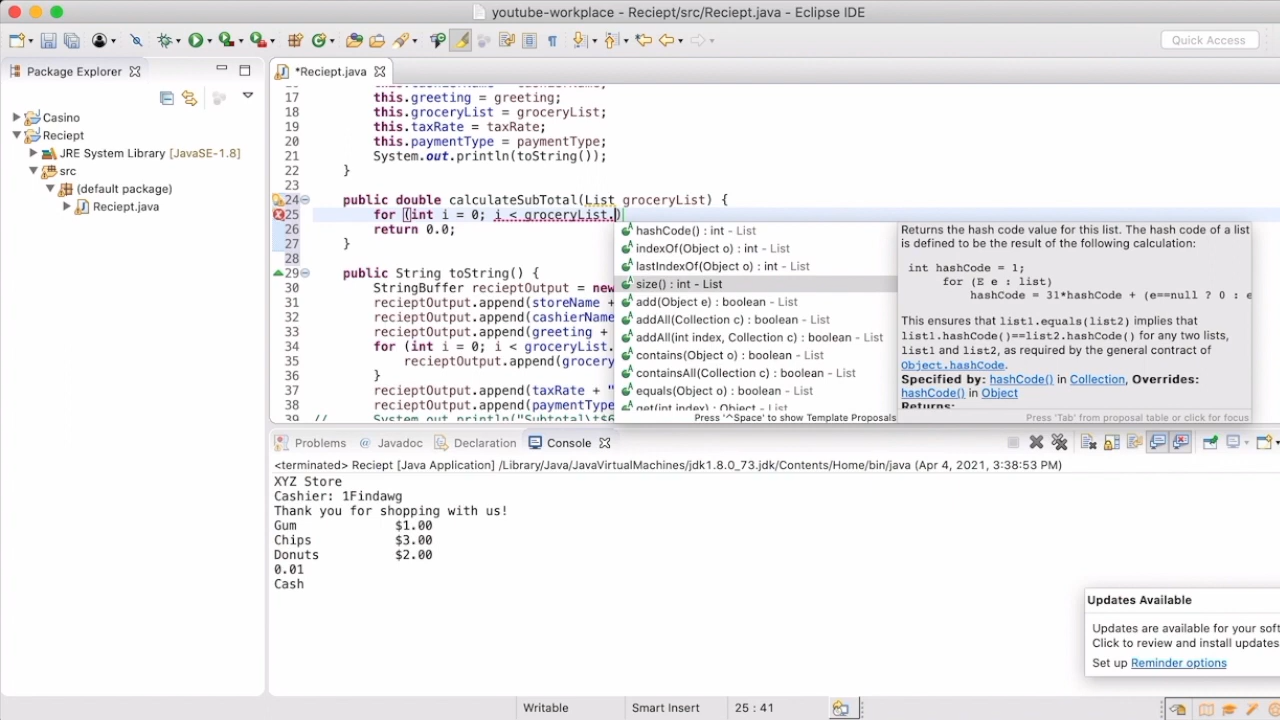 youtube-workplace - Reciept/src/Reciept.java - Eclipse IDE
Quick Access
Package Explorer
*Reciept.java
Casino
Reciept
JRE System Library [JavaSE-1.8]
src
(default package)
Reciept.java
17 this.greeting = greeting;
18 this.groceryList = groceryList;
19 this.taxRate = taxRate;
20 this.paymentType = paymentType;
21 System.out.println(toString());
22 }
23
24 public double calculateSubTotal(List groceryList) {
25 for (int i = 0; i < groceryList.)
26 return 0.0;
27 }
28
29 public String toString() {
30 StringBuffer recieptOutput = new
31 recieptOutput.append(storeName +
32 recieptOutput.append(cashierName
33 recieptOutput.append(greeting +
34 for (int i = 0; i < groceryList.
35 recieptOutput.append(grocery
36 }
37 recieptOutput.append(taxRate + "
38 recieptOutput.append(paymentType
39 // System.out.println("Subtotal\t$6
hashCode() : int - List
indexOf(Object o) : int - List
lastIndexOf(Object o) : int - List
size() : int - List
add(Object e) : boolean - List
addAll(Collection c) : boolean - List
addAll(int index, Collection c) : boolean - List
contains(Object o) : boolean - List
containsAll(Collection c) : boolean - List
equals(Object o) : boolean - List
get(int index) : Object - List
Press '^Space' to show Template Proposals
Returns the hash code value for this list. The hash code of a list
is defined to be the result of the following calculation:
int hashCode = 1;
for (E e : list)
hashCode = 31*hashCode + (e==null ? 0 : e
This ensures that list1.equals(list2) implies that
list1.hashCode()==list2.hashCode() for any two lists,
list1 and list2, as required by the general contract of
Object.hashCode.
Specified by: hashCode() in Collection, Overrides:
hashCode() in Object
Returns:
Press 'Tab' from proposal table or click for focus
Problems @ Javadoc Declaration Console
<terminated> Reciept [Java Application] /Library/Java/JavaVirtualMachines/jdk1.8.0_73.jdk/Contents/Home/bin/java (Apr 4, 2021, 3:38:53 PM)
XYZ Store
Cashier: 1Findawg
Thank you for shopping with us!
Gum $1.00
Chips $3.00
Donuts $2.00
0.01
Cash
Updates Available
Updates are available for your soft
Click to review and install updates
Set up Reminder options
Writable
Smart Insert
25 : 41